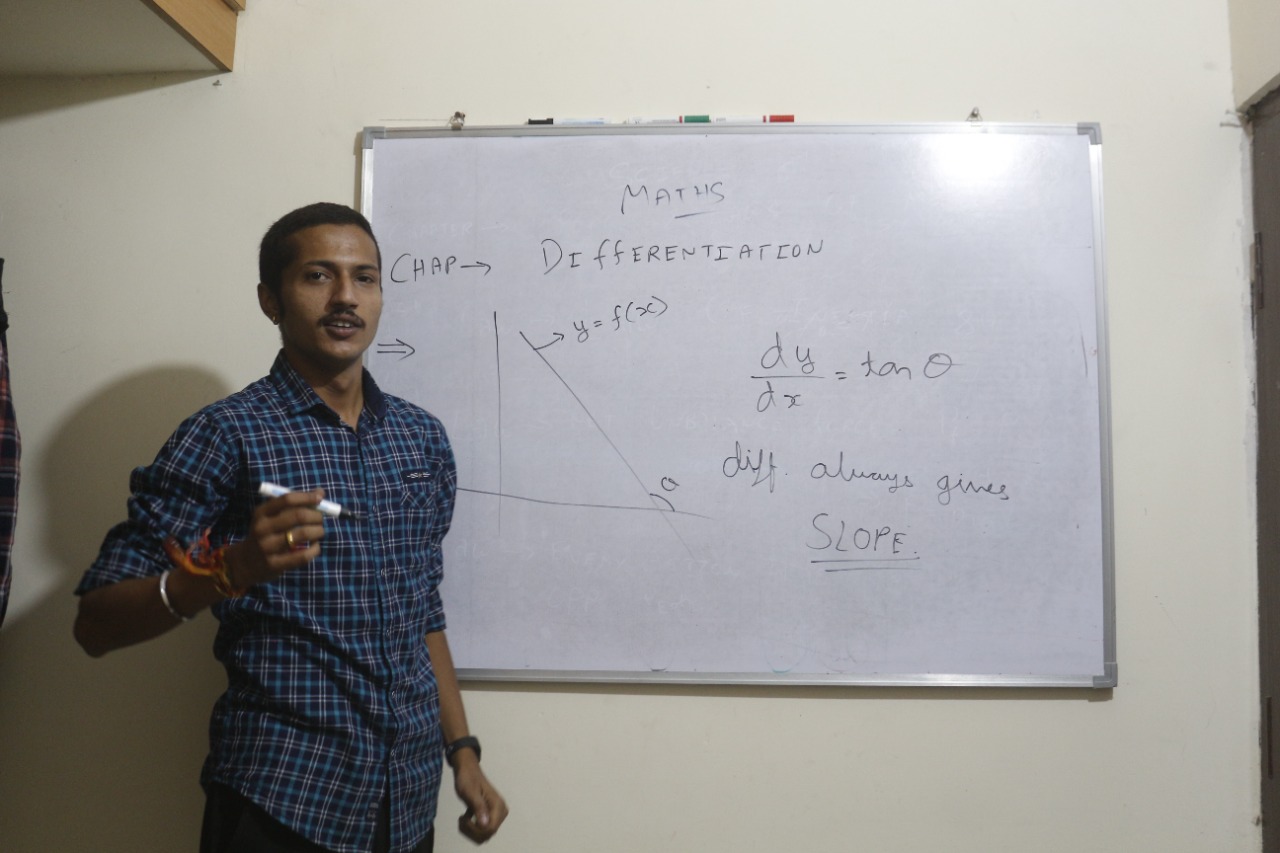 MATHS
CHAP → DIffERENTIATION
⇒
y = f(x)
dy/dx = tan θ
θ
diff. always gives
SLOPE.